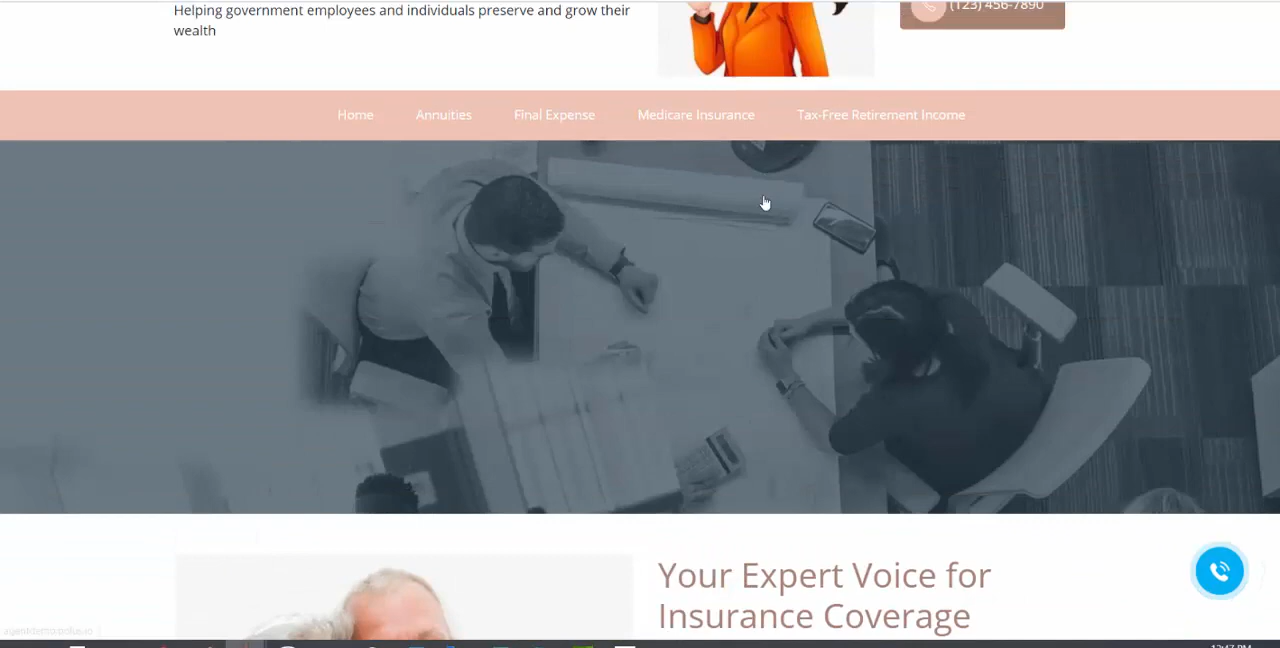 Helping government employees and individuals preserve and grow their
wealth
(123) 456-7890
Home Annuities Final Expense Medicare Insurance Tax-Free Retirement Income
Your Expert Voice for
Insurance Coverage